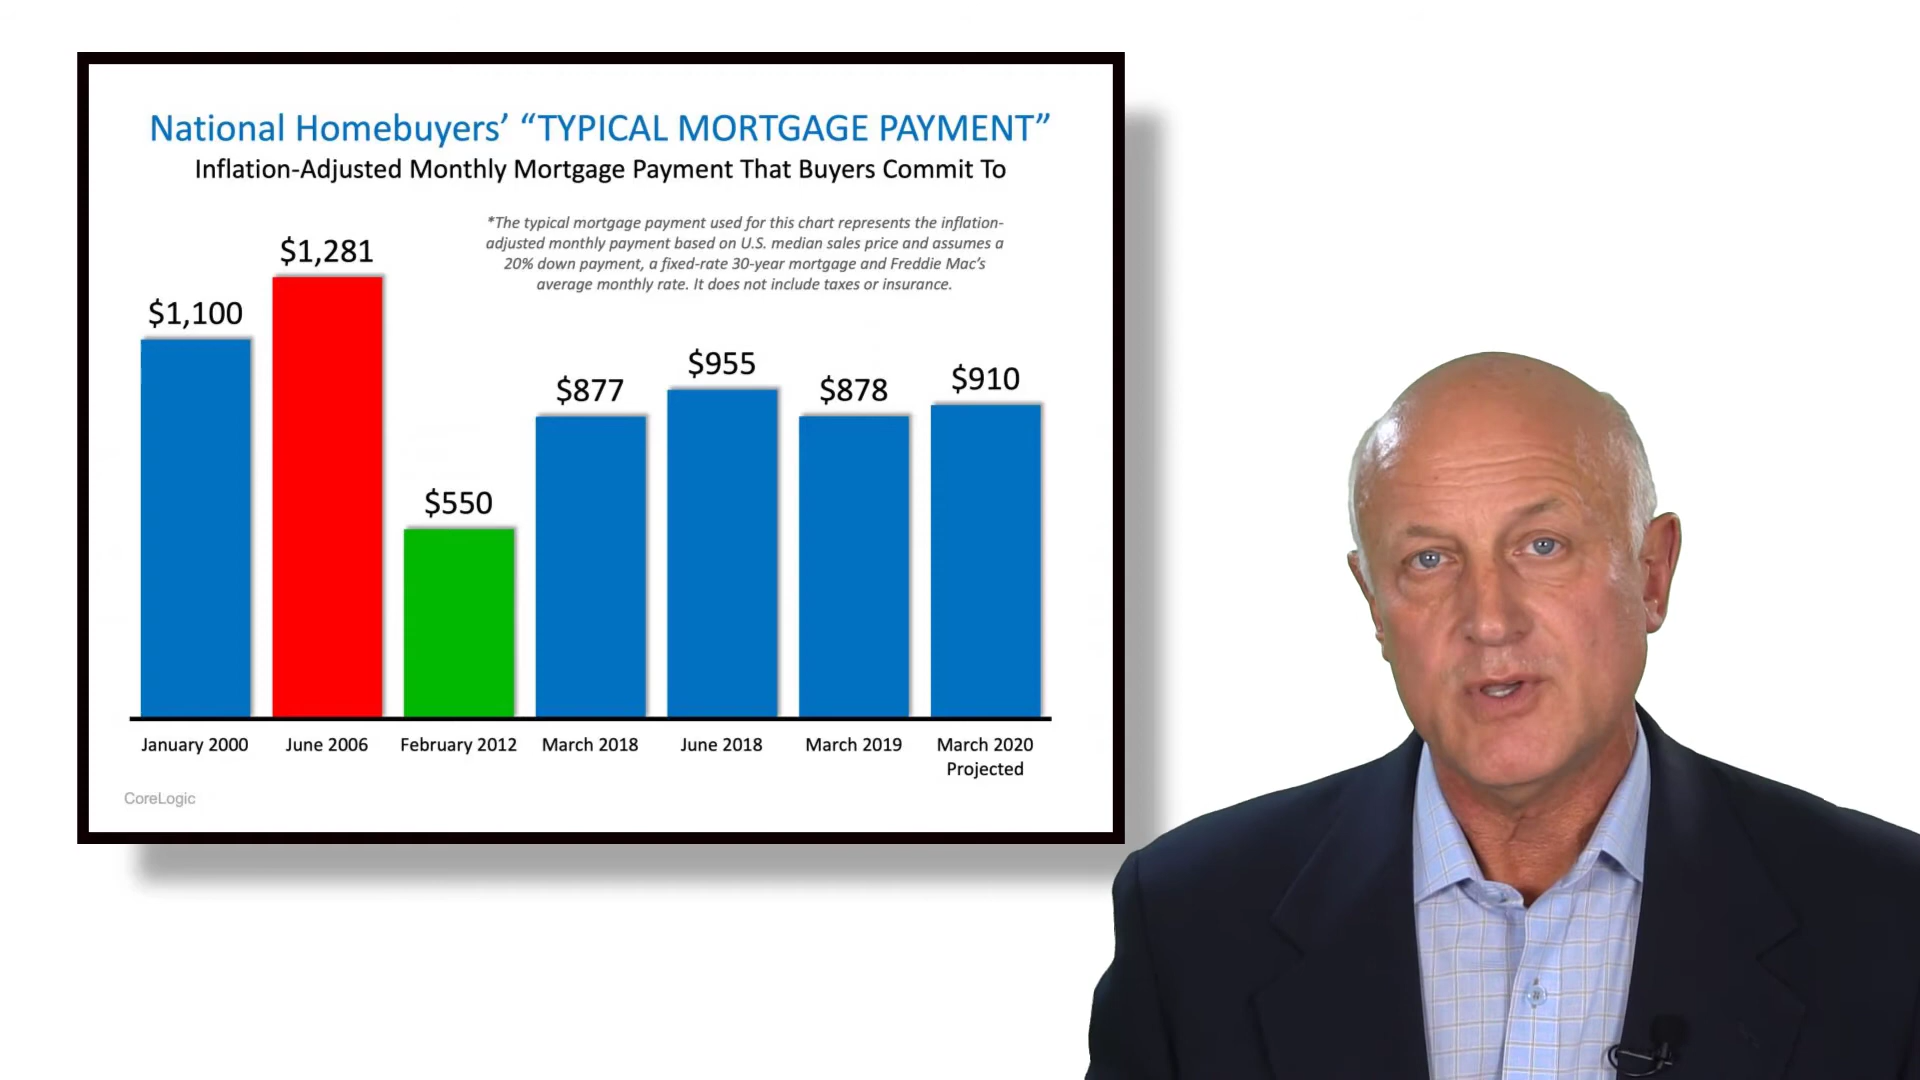 National Homebuyers’ “TYPICAL MORTGAGE PAYMENT”
Inflation-Adjusted Monthly Mortgage Payment That Buyers Commit To
*The typical mortgage payment used for this chart represents the inflation-
adjusted monthly payment based on U.S. median sales price and assumes a
20% down payment, a fixed-rate 30-year mortgage and Freddie Mac’s
average monthly rate. It does not include taxes or insurance.
$1,100
$1,281
$550
$877
$955
$878
$910
January 2000
June 2006
February 2012
March 2018
June 2018
March 2019
March 2020
Projected
CoreLogic